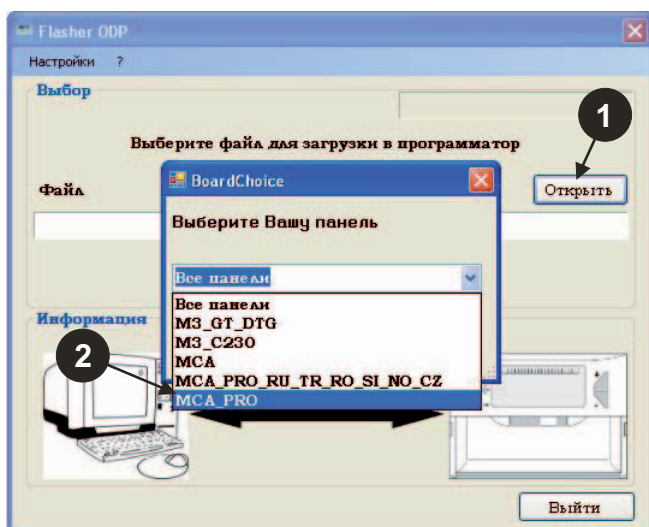 Flasher ODP
Настройки ?
Выбор
1
Выберите файл для загрузки в программатор
Файл
Открыть
BoardChoice
Выберите Вашу панель
Все панели
Все панели
M3_GT_DTG
M3_C230
MCA
MCA_PRO_RU_TR_RO_SI_NO_CZ
MCA_PRO
Информация
2
Выйти